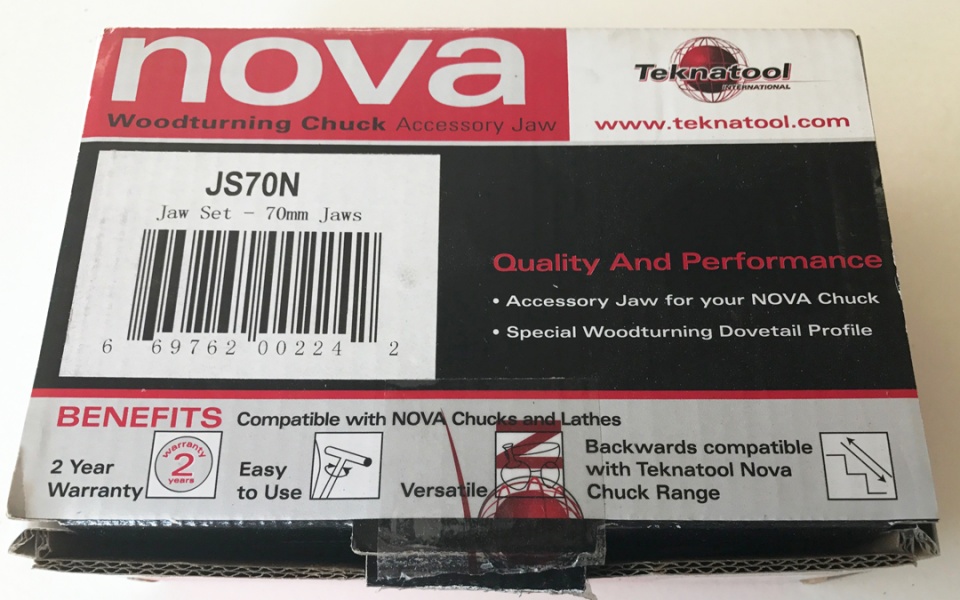 nova
Woodturning Chuck Accessory Jaw
Teknatool
INTERNATIONAL
www.teknatool.com
JS70N
Jaw Set - 70mm Jaws
6 69762 00224 2
Quality And Performance
• Accessory Jaw for your NOVA Chuck
• Special Woodturning Dovetail Profile
BENEFITS Compatible with NOVA Chucks and Lathes
2 Year
Warranty
warranty
2
years
Easy
to Use
Versatile
Backwards compatible
with Teknatool Nova
Chuck Range